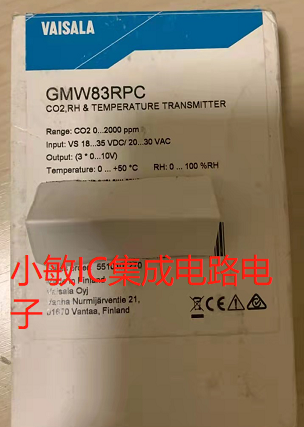 VAISALA
GMW83RPC
CO2,RH & TEMPERATURE TRANSMITTER
Range: CO2 0...2000 ppm
Input: VS 18...35 VDC/ 20...30 VAC
Output: (3 * 0...10V)
Temperature: 0 ... +50 °C RH: 0 ... 100 %RH
小敏IC集成电路电
子
Finland
Vaisala Oyj
Vanha Nurmijärventie 21,
Vantaa, Finland